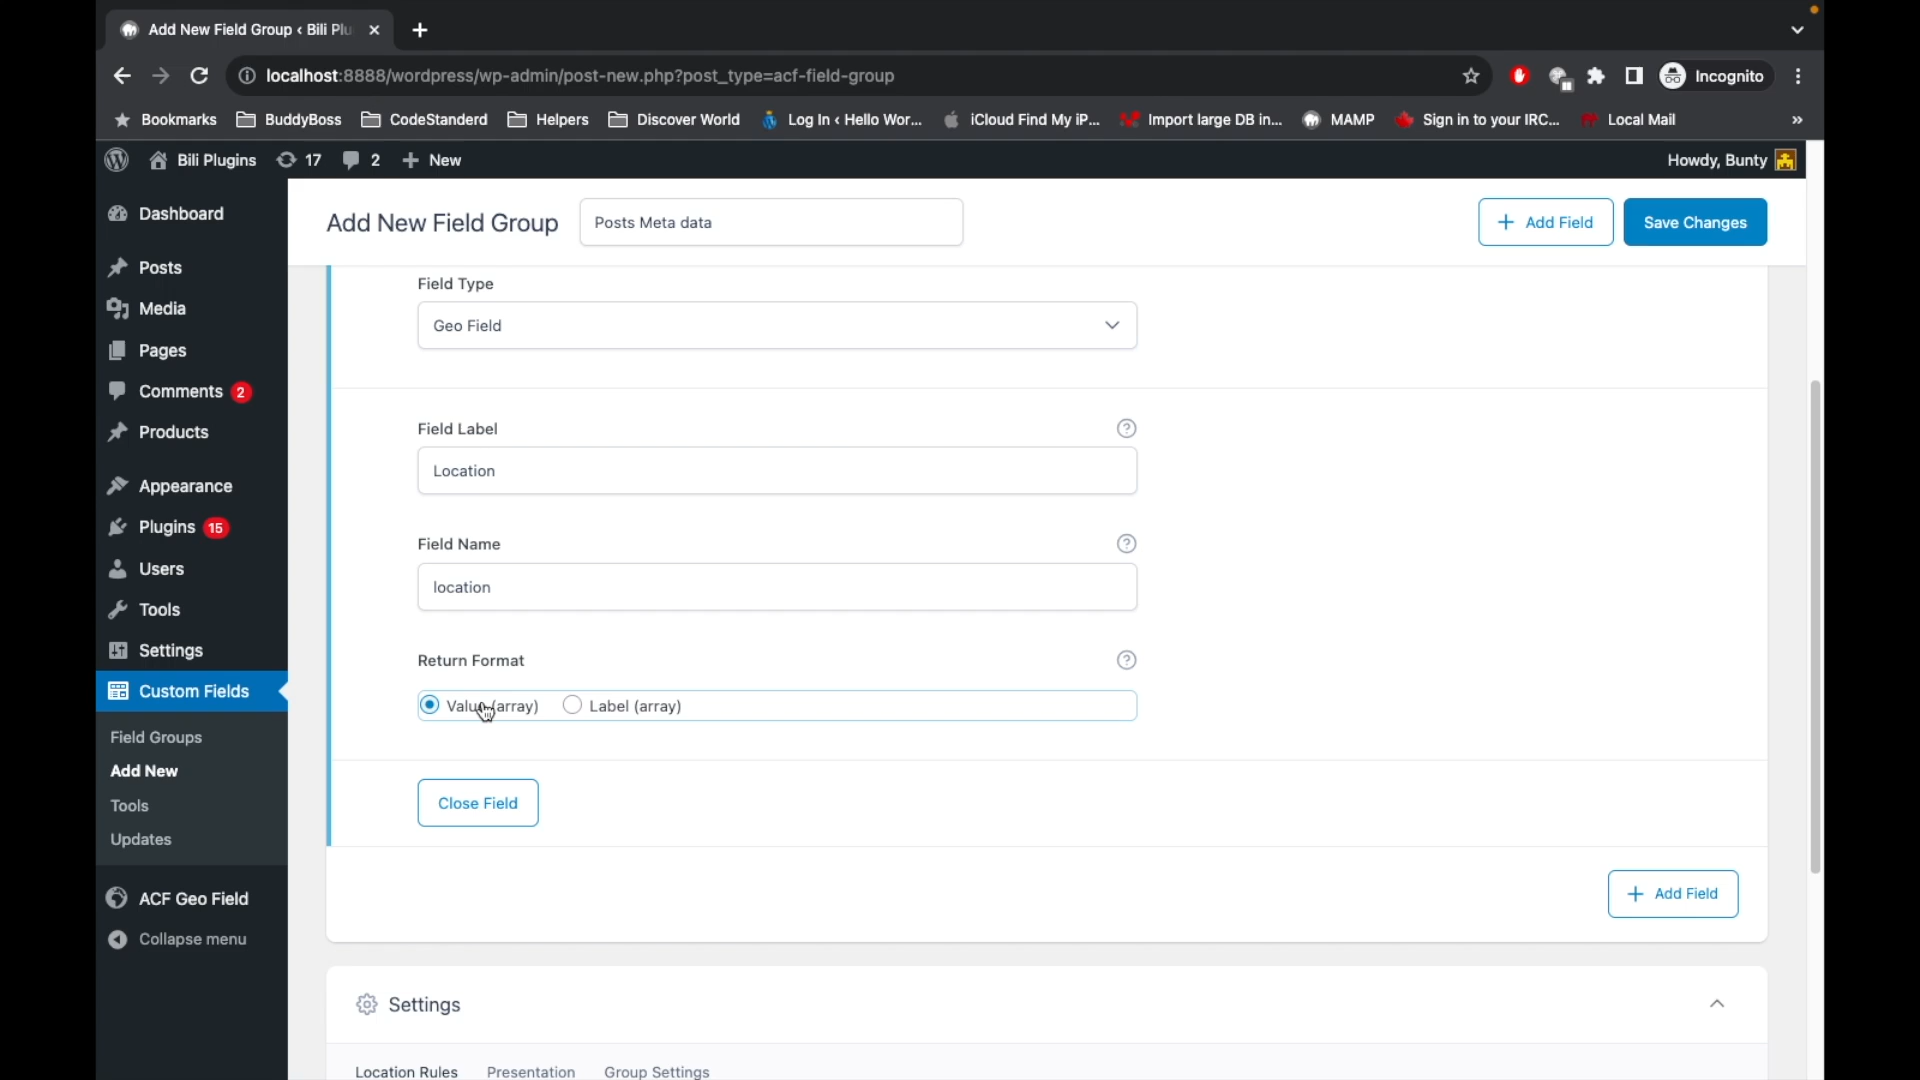 Add New Field Group ‹ Bili Plu
localhost:8888/wordpress/wp-admin/post-new.php?post_type=acf-field-group
Incognito
Bookmarks BuddyBoss CodeStanderd Helpers Discover World Log In ‹ Hello Wor... iCloud Find My iP... Import large DB in... MAMP Sign in to your IRC... Local Mail »
Bili Plugins 17 2 + New
Howdy, Bunty
Dashboard
Posts
Media
Pages
Comments 2
Products
Appearance
Plugins 15
Users
Tools
Settings
Custom Fields
Field Groups
Add New
Tools
Updates
ACF Geo Field
Collapse menu
Add New Field Group
Posts Meta data
+ Add Field
Save Changes
Field Type
Geo Field
Field Label
Location
Field Name
location
Return Format
Value (array) Label (array)
Close Field
+ Add Field
Settings
Location Rules Presentation Group Settings